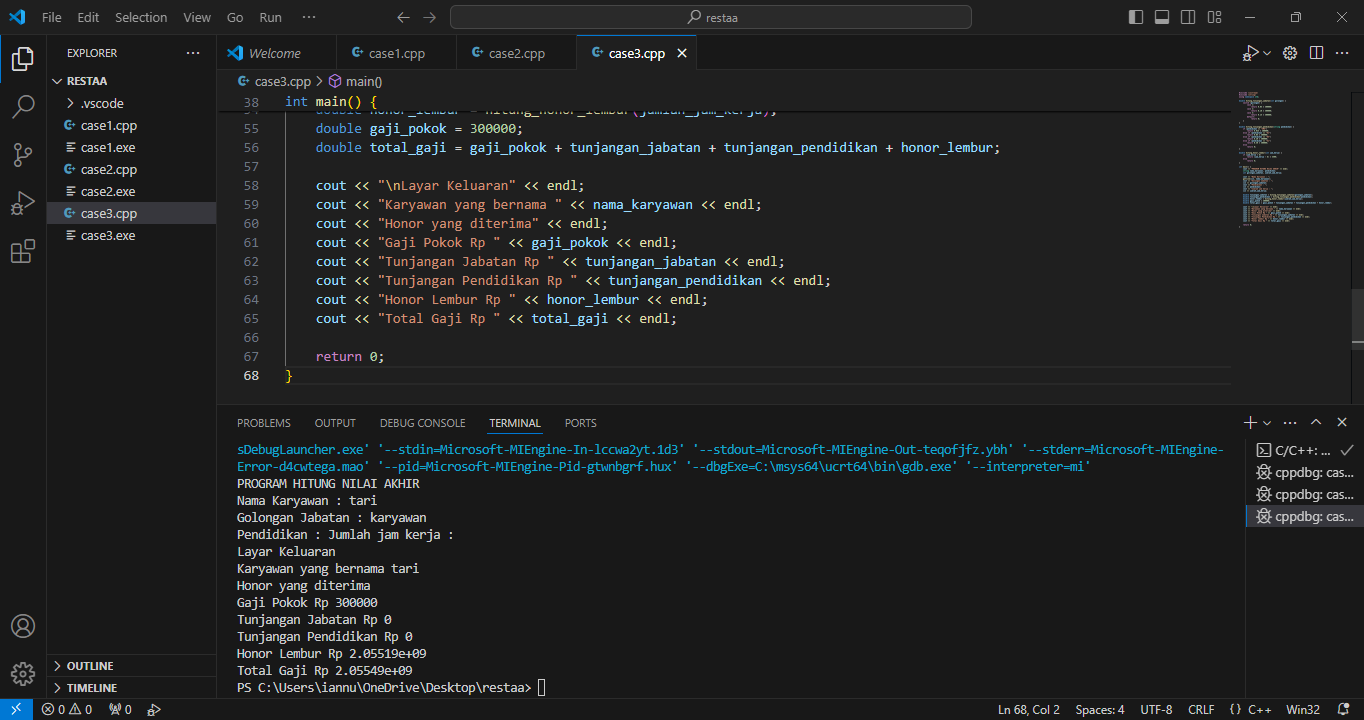 File Edit Selection View Go Run ···
restaa
EXPLORER ···
RESTAA
.vscode
case1.cpp
case1.exe
case2.cpp
case2.exe
case3.cpp
case3.exe
OUTLINE
TIMELINE
Welcome case1.cpp case2.cpp case3.cpp
case3.cpp > main()
38 int main() {
55 double gaji_pokok = 300000;
56 double total_gaji = gaji_pokok + tunjangan_jabatan + tunjangan_pendidikan + honor_lembur;
57
58 cout << "\nLayar Keluaran" << endl;
59 cout << "Karyawan yang bernama " << nama_karyawan << endl;
60 cout << "Honor yang diterima" << endl;
61 cout << "Gaji Pokok Rp " << gaji_pokok << endl;
62 cout << "Tunjangan Jabatan Rp " << tunjangan_jabatan << endl;
63 cout << "Tunjangan Pendidikan Rp " << tunjangan_pendidikan << endl;
64 cout << "Honor Lembur Rp " << honor_lembur << endl;
65 cout << "Total Gaji Rp " << total_gaji << endl;
66
67 return 0;
68 }
PROBLEMS OUTPUT DEBUG CONSOLE TERMINAL PORTS
sDebugLauncher.exe' '--stdin=Microsoft-MIEngine-In-lccwa2yt.1d3' '--stdout=Microsoft-MIEngine-Out-teqofjfz.ybh' '--stderr=Microsoft-MIEngine-
Error-d4cwtega.mao' '--pid=Microsoft-MIEngine-Pid-gtwnbgrf.hux' '--dbgExe=C:\msys64\ucrt64\bin\gdb.exe' '--interpreter=mi'
PROGRAM HITUNG NILAI AKHIR
Nama Karyawan : tari
Golongan Jabatan : karyawan
Pendidikan : Jumlah jam kerja :
Layar Keluaran
Karyawan yang bernama tari
Honor yang diterima
Gaji Pokok Rp 300000
Tunjangan Jabatan Rp 0
Tunjangan Pendidikan Rp 0
Honor Lembur Rp 2.05519e+09
Total Gaji Rp 2.05549e+09
PS C:\Users\iannu\OneDrive\Desktop\restaa>
C/C++: ...
cppdbg: cas...
cppdbg: cas...
cppdbg: cas...
0 0 0 Ln 68, Col 2 Spaces: 4 UTF-8 CRLF {} C++ Win32